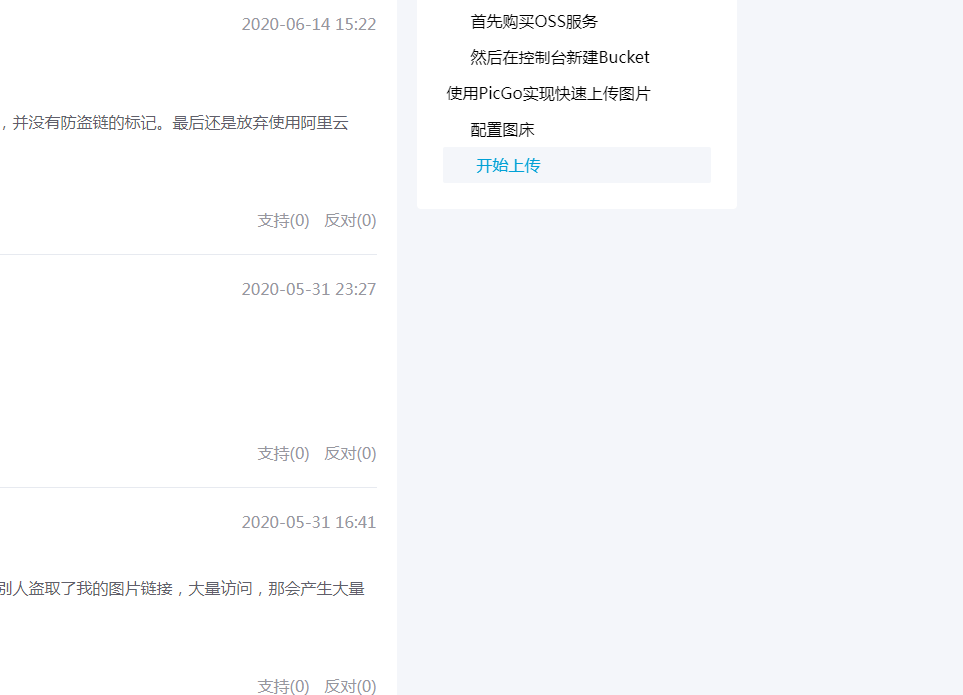 2020-06-14 15:22
，并没有防盗链的标记。最后还是放弃使用阿里云
支持(0) 反对(0)
2020-05-31 23:27
支持(0) 反对(0)
2020-05-31 16:41
别人盗取了我的图片链接，大量访问，那会产生大量
支持(0) 反对(0)
首先购买OSS服务
然后在控制台新建Bucket
使用PicGo实现快速上传图片
配置图床
开始上传